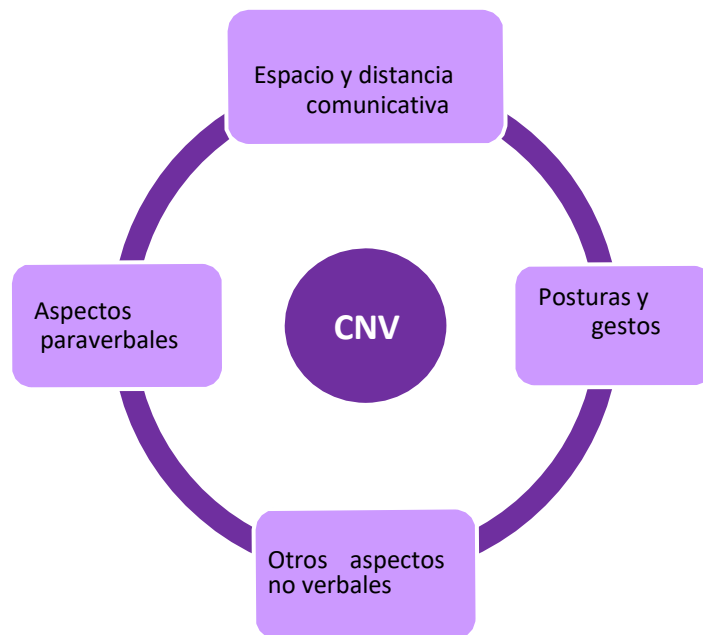 Espacio y distancia
comunicativa
Aspectos
paraverbales
CNV
Posturas y
gestos
Otros aspectos
no verbales